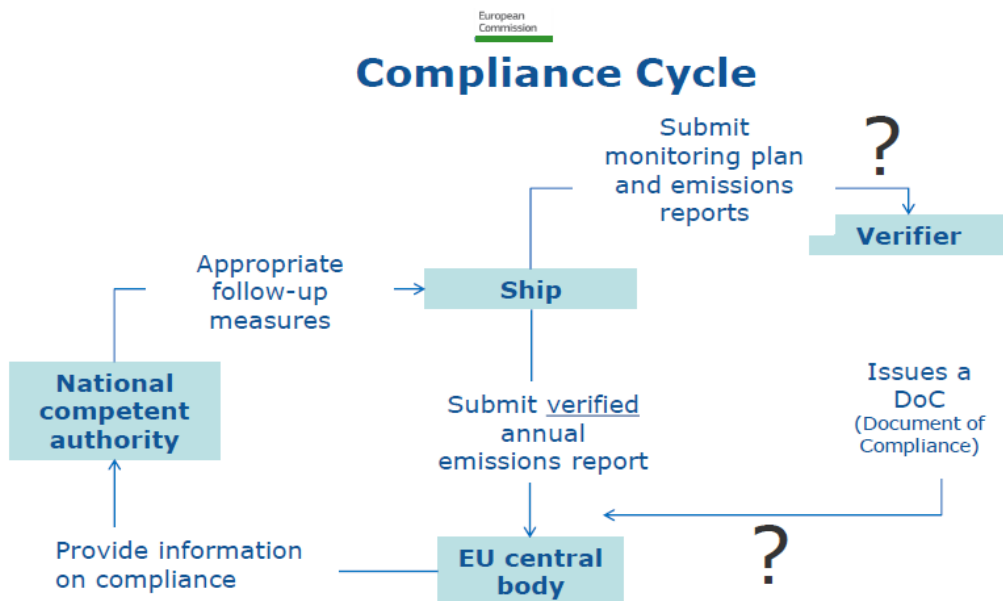 European
Commission
Compliance Cycle
Submit
monitoring plan
and emissions
reports
?
Verifier
Appropriate
follow-up
measures
Ship
National
competent
authority
Issues a
DoC
(Document of
Compliance)
Submit verified
annual
emissions report
Provide information
on compliance
EU central
body
?